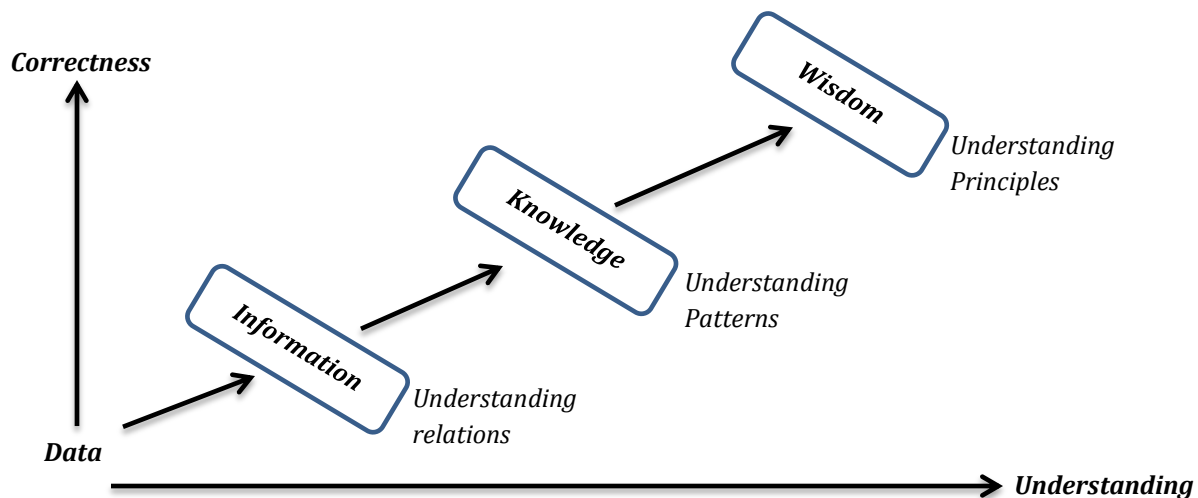 Correctness
Wisdom
Understanding
Principles
Knowledge
Understanding
Patterns
Information
Understanding
relations
Data
Understanding